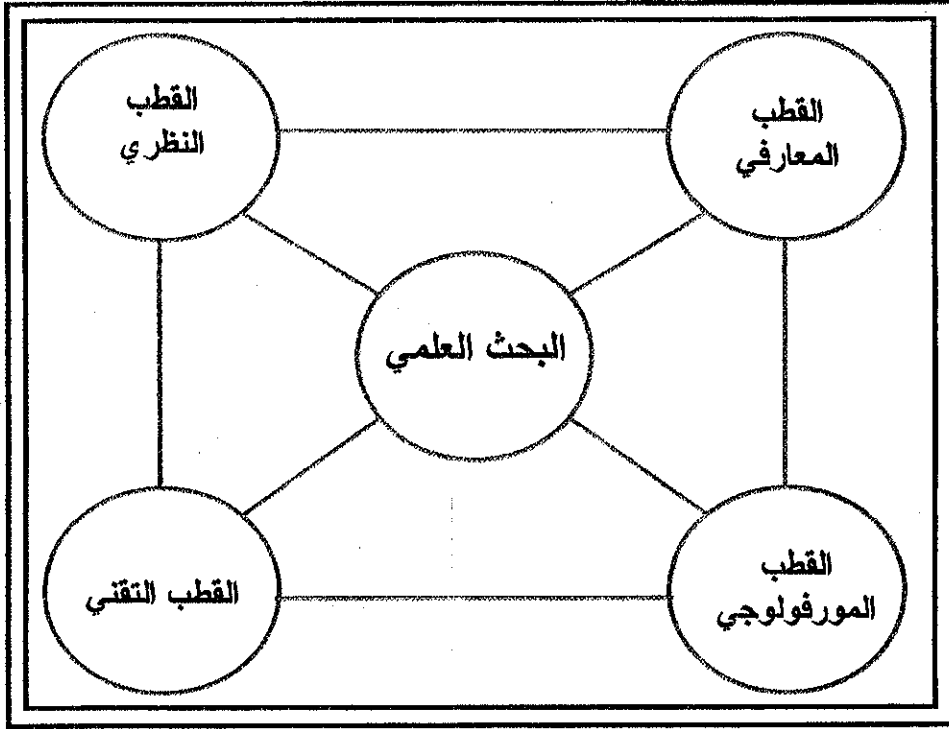 القطب
المعارفي
القطب
النظري
البحث العلمي
القطب
المورفولوجي
القطب التقني